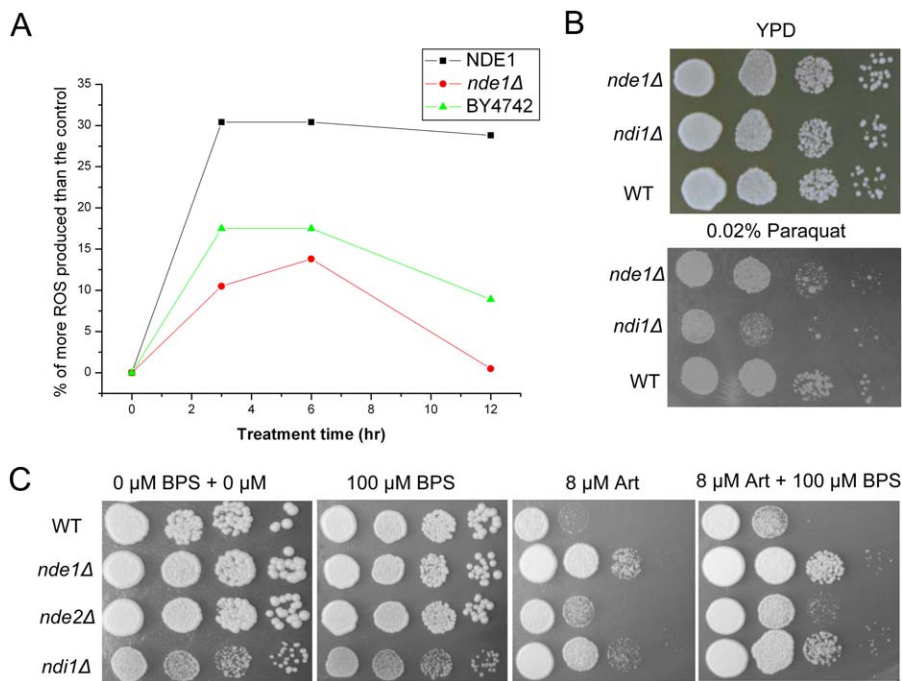 A
NDE1
nde1Δ
BY4742
% of more ROS produced than the control
35
30
25
20
15
10
5
0
0 2 4 6 8 10 12
Treatment time (hr)
B
YPD
nde1Δ
ndi1Δ
WT
0.02% Paraquat
nde1Δ
ndi1Δ
WT
C
0 µM BPS + 0 µM
100 µM BPS
8 µM Art
8 µM Art + 100 µM BPS
WT
nde1Δ
nde2Δ
ndi1Δ